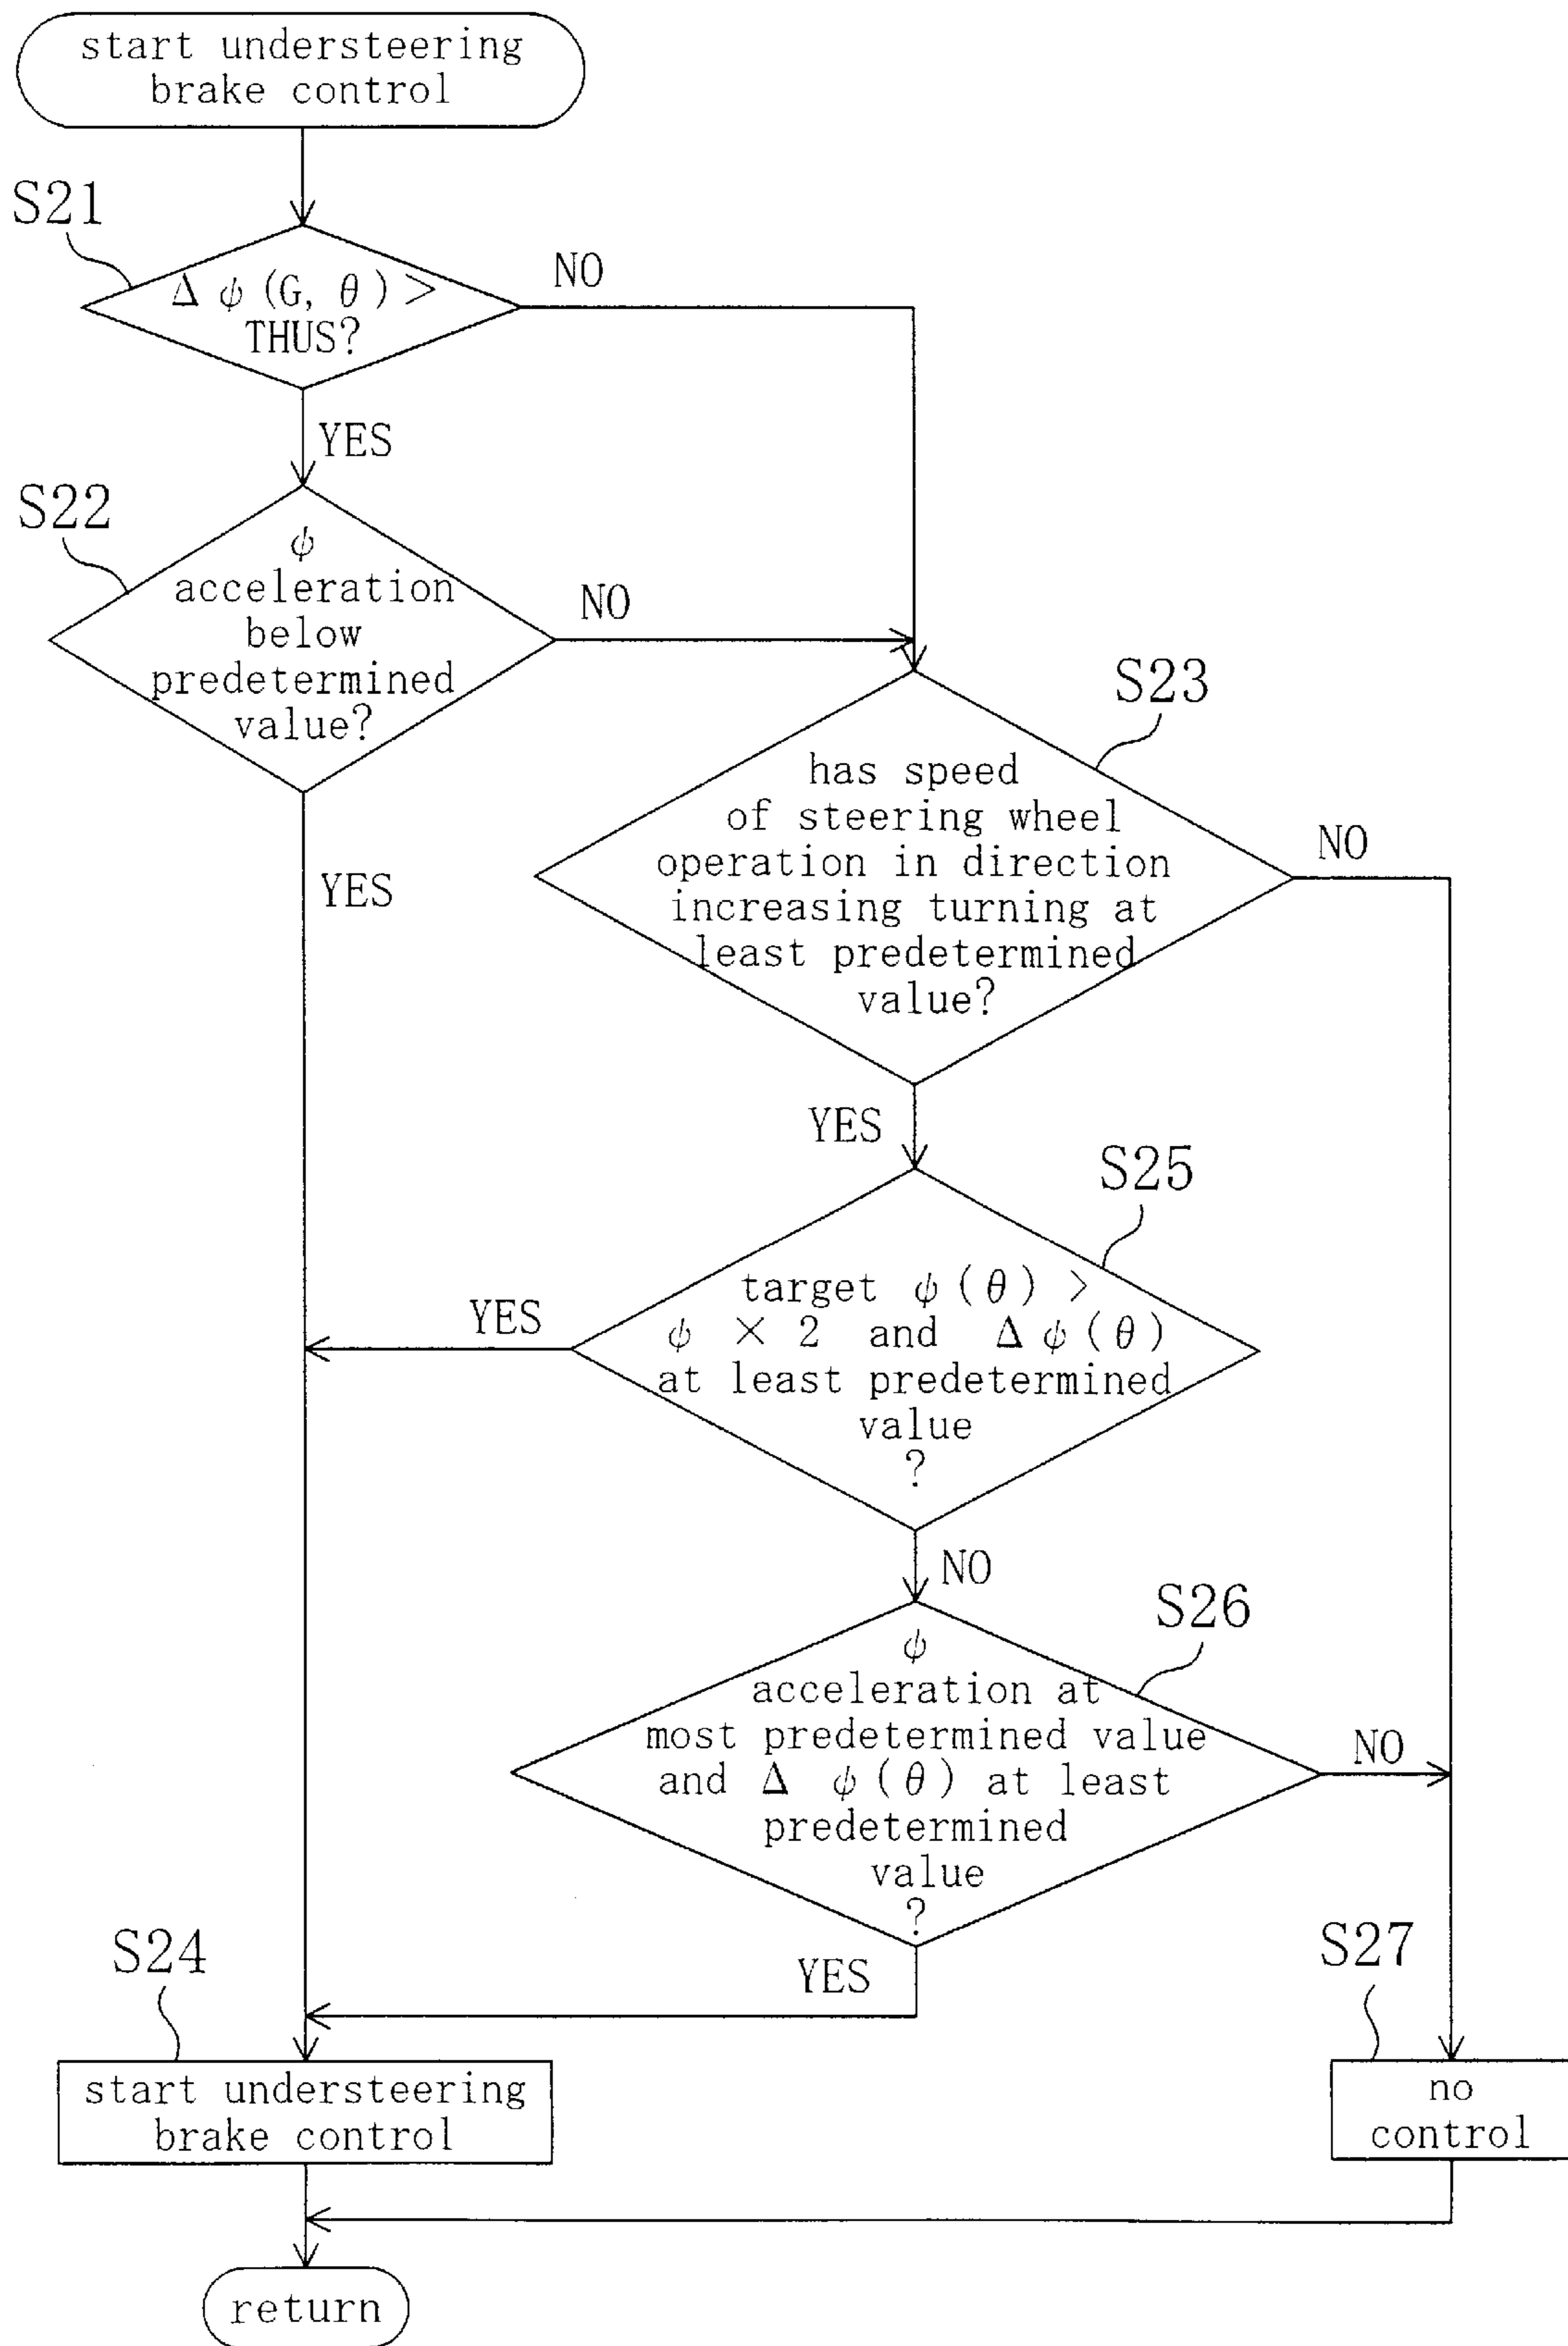 start understeering
brake control
S21
Δ ψ (G, θ) >
THUS?
NO
YES
S22
ψ
acceleration
below
predetermined
value?
NO
YES
S23
has speed
of steering wheel
operation in direction
increasing turning at
least predetermined
value?
NO
YES
S25
target ψ (θ) >
ψ × 2 and Δ ψ (θ)
at least predetermined
value
?
YES
NO
S26
ψ
acceleration at
most predetermined value
and Δ ψ (θ) at least
predetermined
value
?
NO
YES
S24
start understeering
brake control
S27
no
control
return